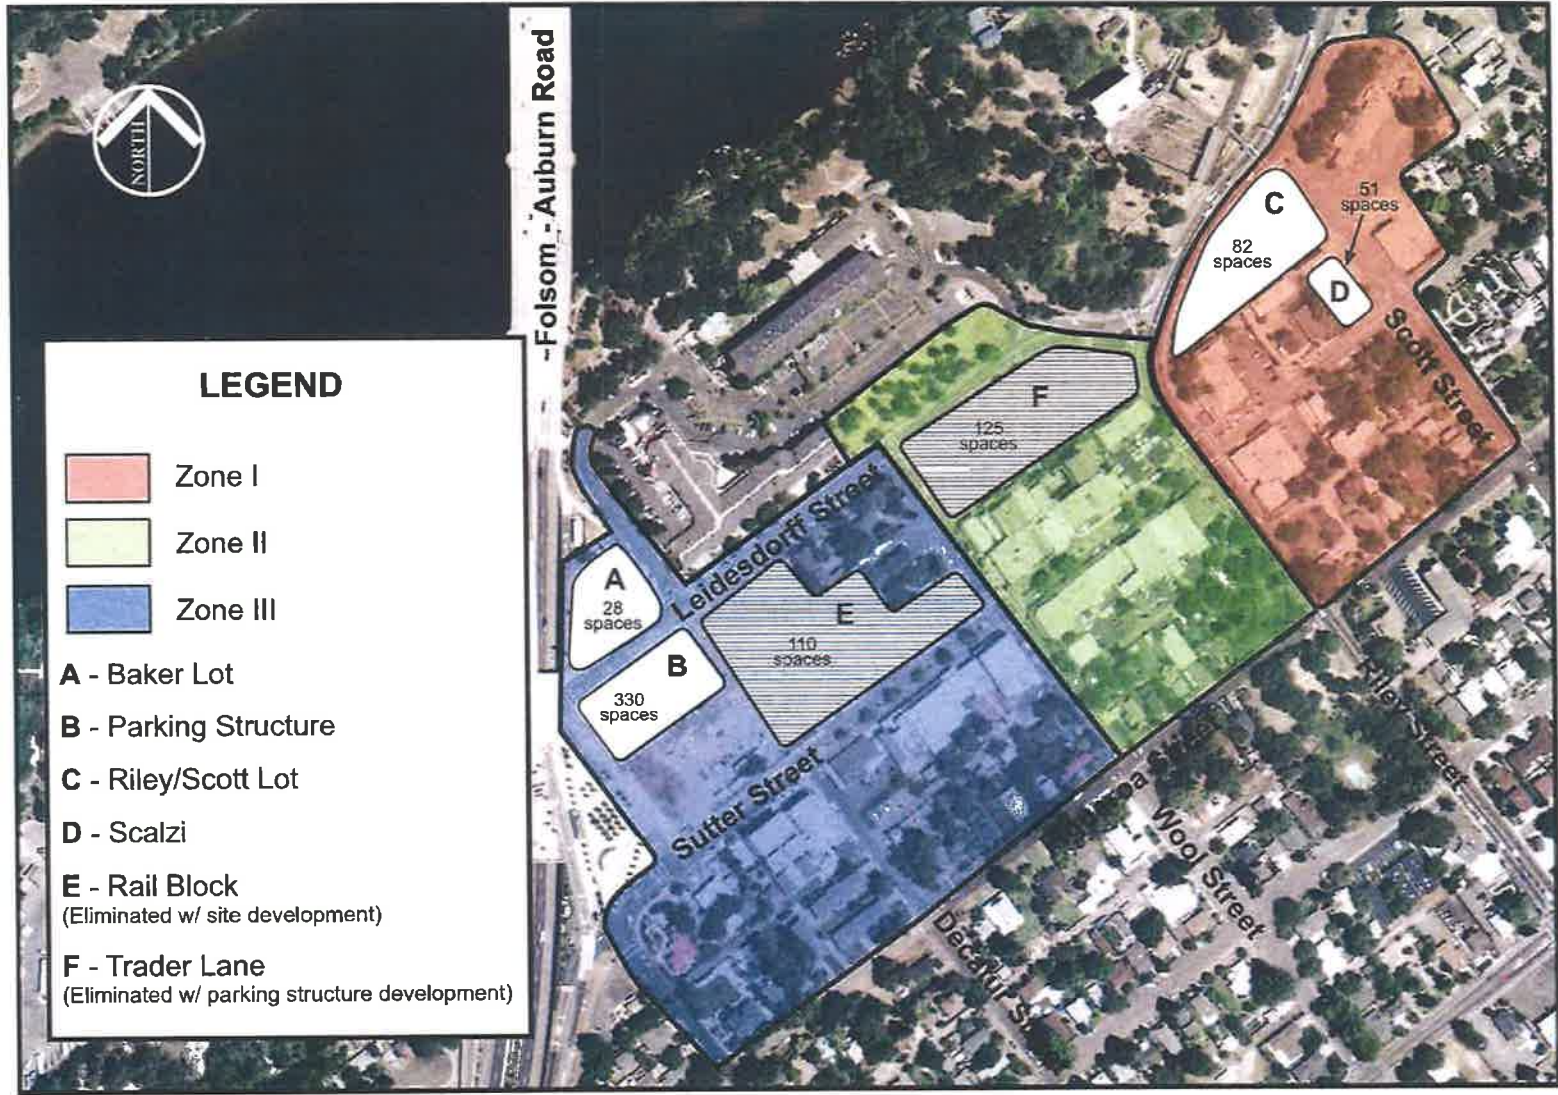 NORTH
Folsom - Auburn Road
C
82
spaces
51
spaces
D
Scott Street
F
125
spaces
Leidesdorff Street
A
28
spaces
E
110
spaces
B
330
spaces
Sutter Street
Riley Street
Wool Street
Decatur St.
LEGEND
Zone I
Zone II
Zone III
A - Baker Lot
B - Parking Structure
C - Riley/Scott Lot
D - Scalzi
E - Rail Block
(Eliminated w/ site development)
F - Trader Lane
(Eliminated w/ parking structure development)